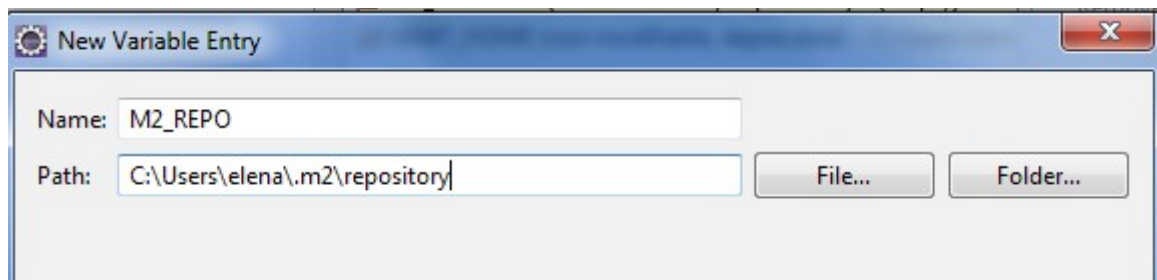 New Variable Entry
Name: M2_REPO
Path: C:\Users\elena\.m2\repository File... Folder...